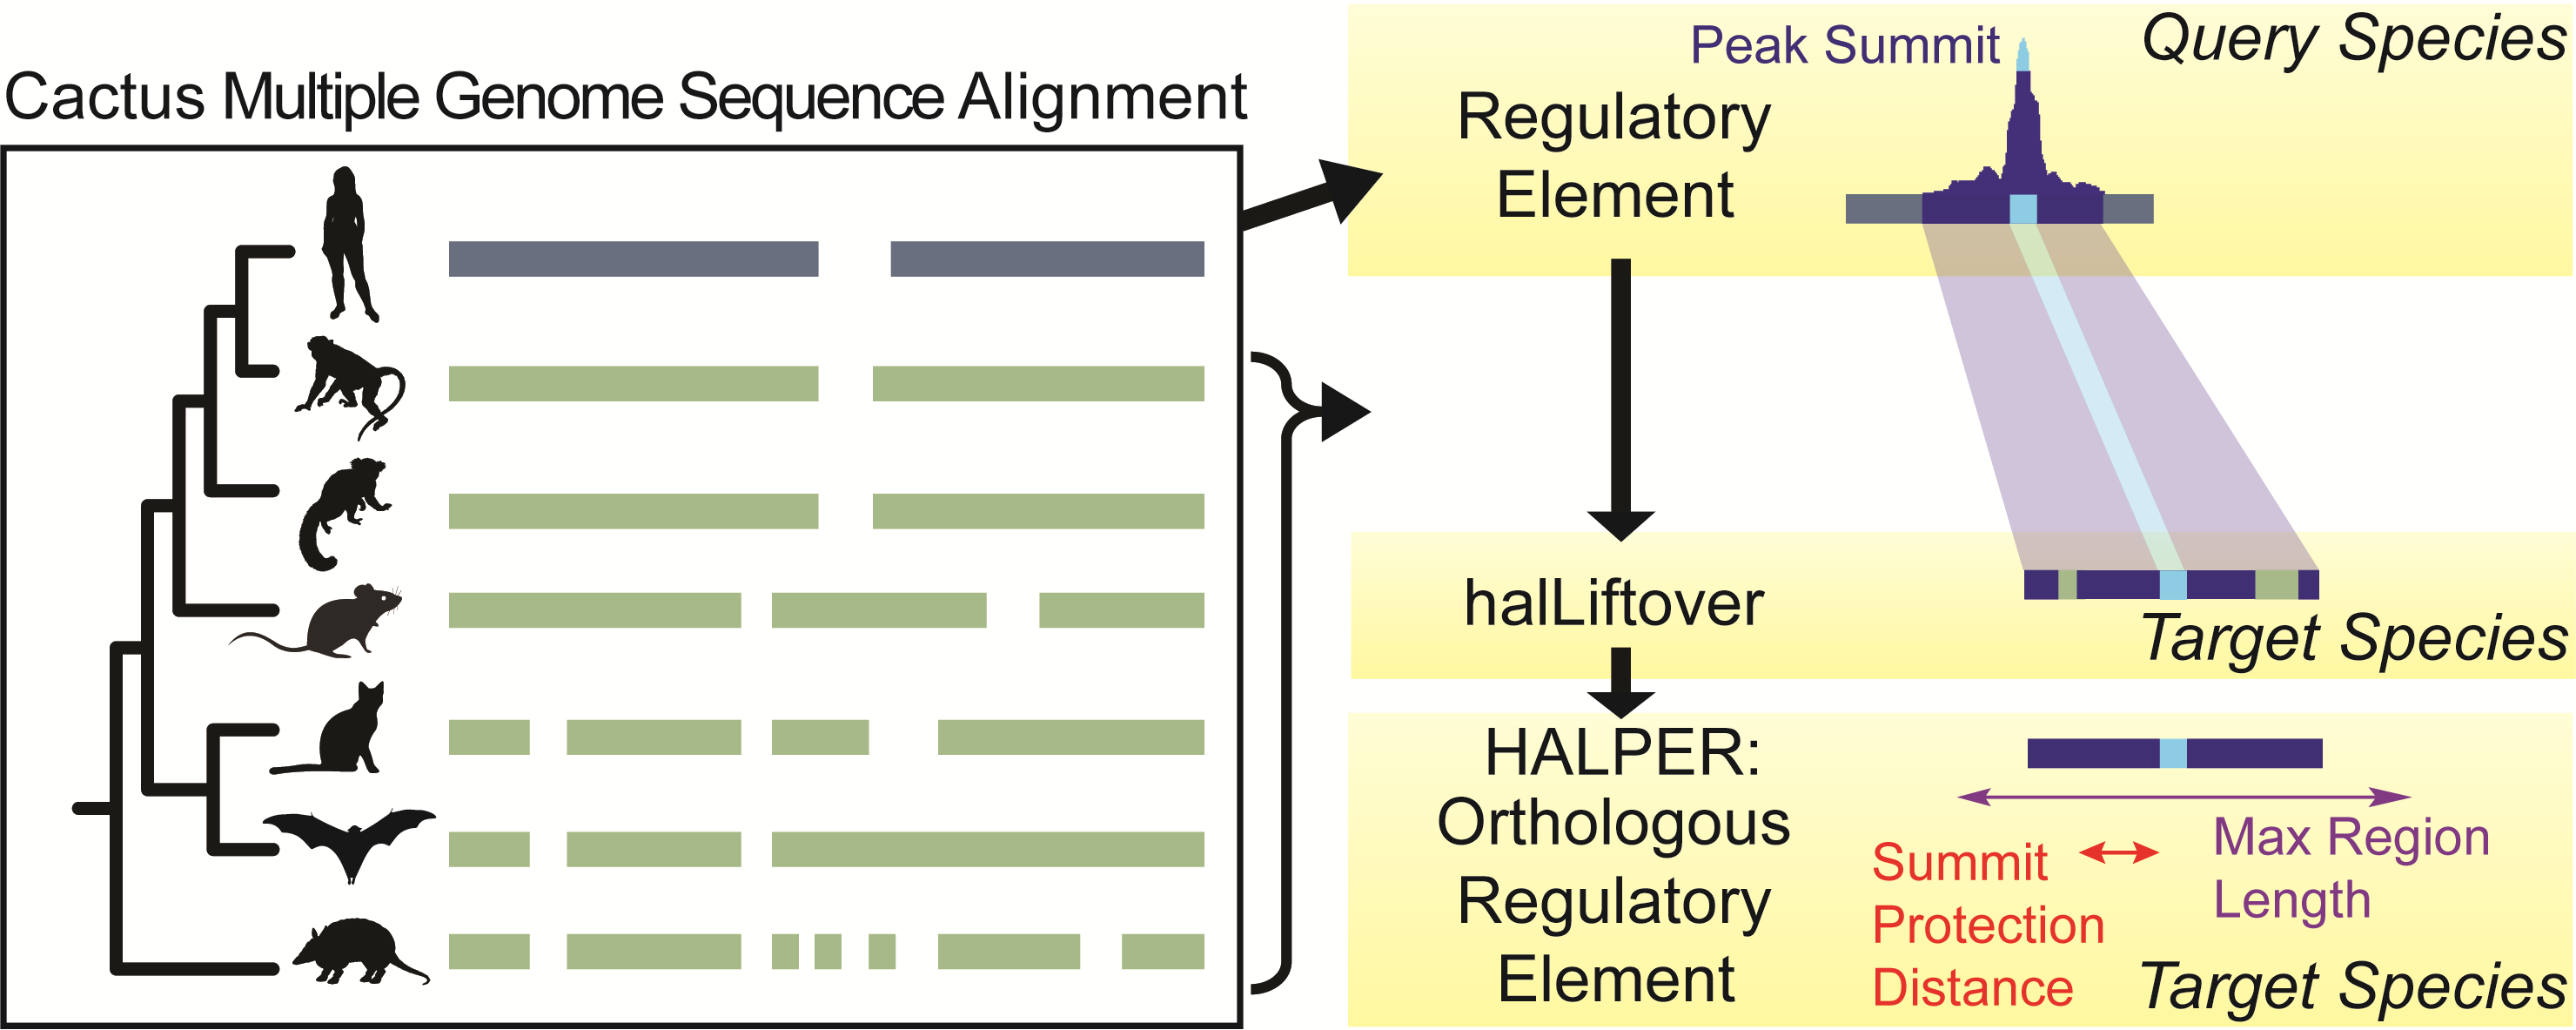 Cactus Multiple Genome Sequence Alignment
Peak Summit
Query Species
Regulatory
Element
halLiftover
Target Species
HALPER:
Orthologous
Regulatory
Element
Summit
Protection
Distance
Max Region
Length
Target Species